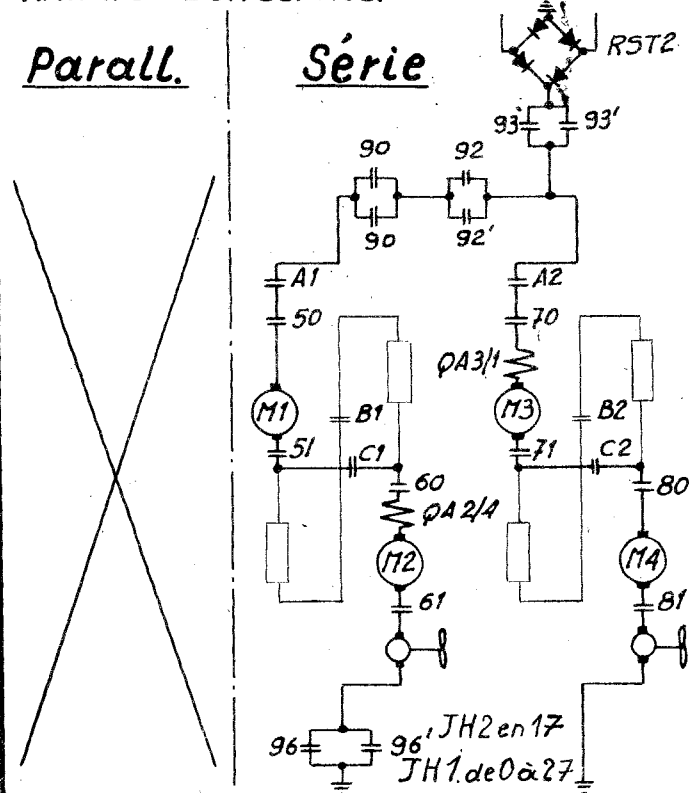 Parall.
Série
RST2
93' 93'
90 92
90 92'
A1 A2
50 70
QA3/1
M1 B1 M3 B2
51 C1 71 C2
60 80
QA2/4
M2 M4
61 81
96 96' JH2 en 17
JH1. de 0 à 27